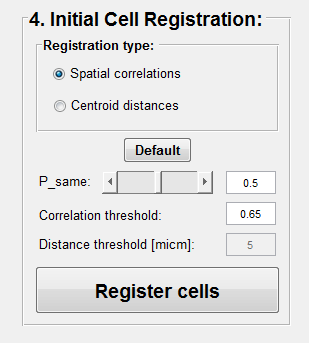 4. Initial Cell Registration:
Registration type:
Spatial correlations
Centroid distances
Default
P_same: 0.5
Correlation threshold: 0.65
Distance threshold [micm]: 5
Register cells